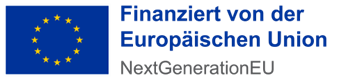 Finanziert von der
Europäischen Union
NextGenerationEU